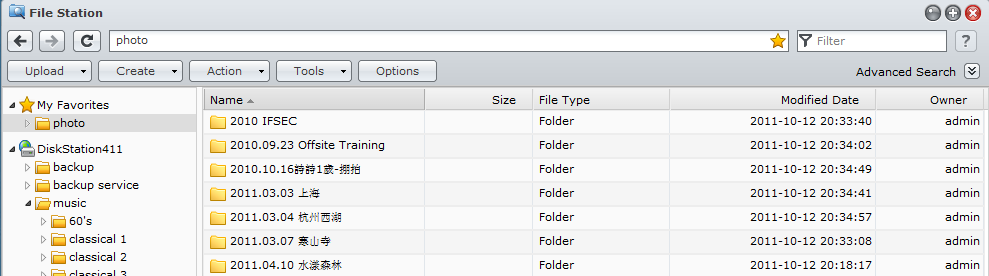 File Station
photo
Filter
?
Upload Create Action Tools Options Advanced Search
My Favorites
photo
DiskStation411
backup
backup service
music
60's
classical 1
classical 2
classical 3
Name Size File Type Modified Date Owner
2010 IFSEC Folder 2011-10-12 20:33:40 admin
2010.09.23 Offsite Training Folder 2011-10-12 20:34:02 admin
2010.10.16詩詩1歲-捆拍 Folder 2011-10-12 20:34:49 admin
2011.03.03 上海 Folder 2011-10-12 20:34:41 admin
2011.03.04 杭州西湖 Folder 2011-10-12 20:34:57 admin
2011.03.07 寒山寺 Folder 2011-10-12 20:33:08 admin
2011.04.10 水漾森林 Folder 2011-10-12 20:18:17 admin